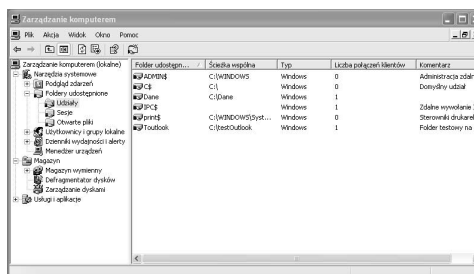 Zarządzanie komputerem
Plik Akcja Widok Okno Pomoc
Zarządzanie komputerem (lokalne)
Narzędzia systemowe
Podgląd zdarzeń
Foldery udostępnione
Udziały
Sesje
Otwarte pliki
Użytkownicy i grupy lokalne
Dzienniki wydajności i alerty
Menedżer urządzeń
Magazyn
Magazyn wymienny
Defragmentator dysków
Zarządzanie dyskami
Usługi i aplikacje
Folder udostępn... / Ścieżka wspólna Typ Liczba połączeń klientów Komentarz
ADMIN$ C:\WINDOWS Windows 0 Administracja zdaln
C$ C:\ Windows 0 Domyślny udział
Dane C:\Dane Windows 1
IPC$ Windows 1 Zdalne wywołanie
print$ C:\WINDOWS\Syst... Windows 0 Sterowniki drukarek
Toutlook C:\testOutlook Windows 1 Folder testowy na